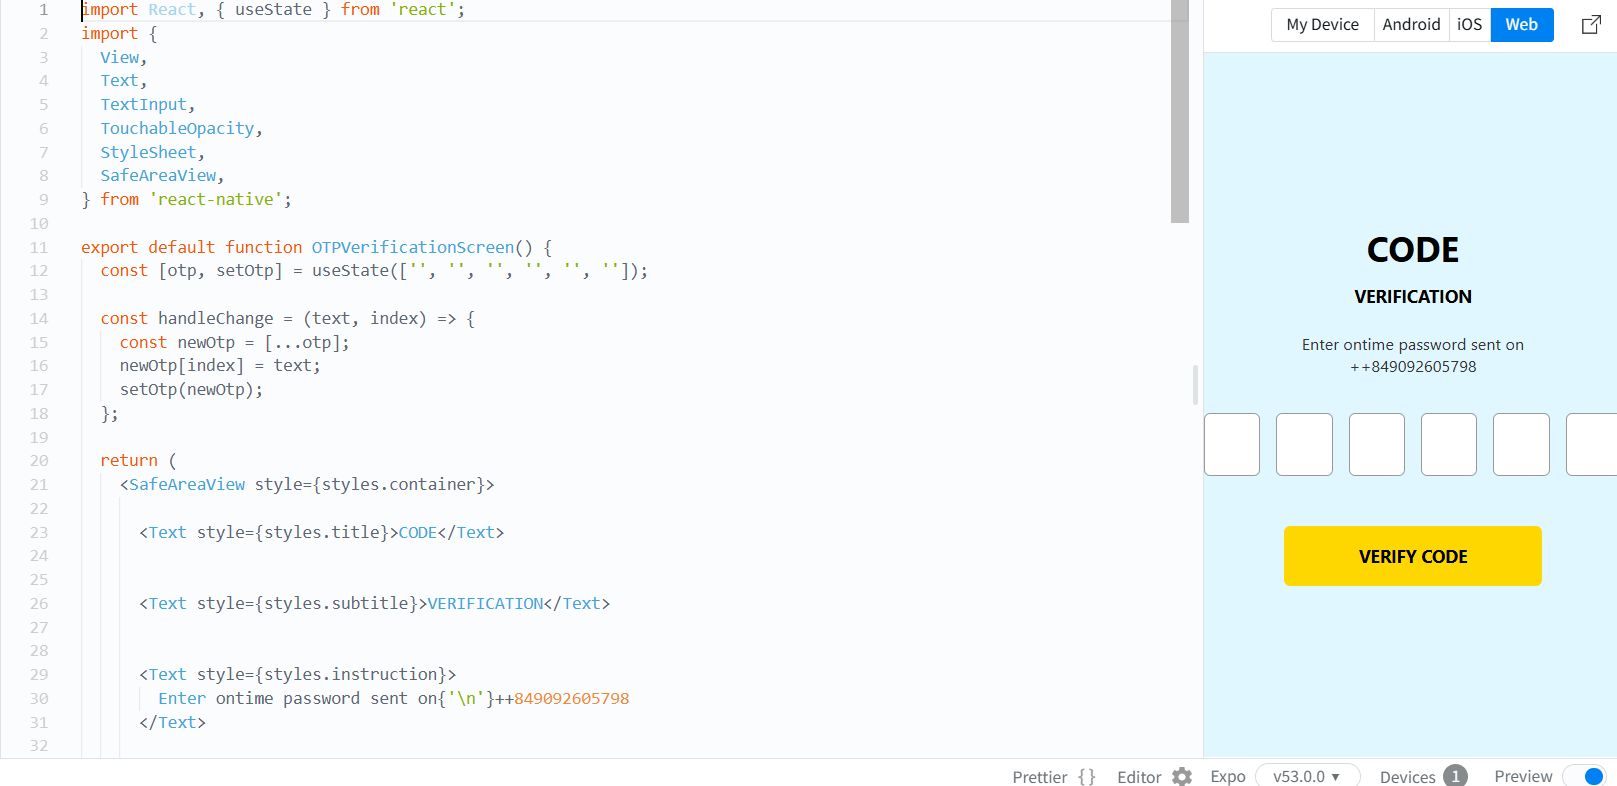 1 import React, { useState } from 'react';
2 import {
3 View,
4 Text,
5 TextInput,
6 TouchableOpacity,
7 StyleSheet,
8 SafeAreaView,
9 } from 'react-native';
10
11 export default function OTPVerificationScreen() {
12 const [otp, setOtp] = useState(['', '', '', '', '', '']);
13
14 const handleChange = (text, index) => {
15 const newOtp = [...otp];
16 newOtp[index] = text;
17 setOtp(newOtp);
18 };
19
20 return (
21 <SafeAreaView style={styles.container}>
22
23 <Text style={styles.title}>CODE</Text>
24
25
26 <Text style={styles.subtitle}>VERIFICATION</Text>
27
28
29 <Text style={styles.instruction}>
30 Enter ontime password sent on{'\n'}++849092605798
31 </Text>
32
My Device Android iOS Web
CODE
VERIFICATION
Enter ontime password sent on
++849092605798
VERIFY CODE
Prettier {} Editor Expo v53.0.0 ▾ Devices 1 Preview